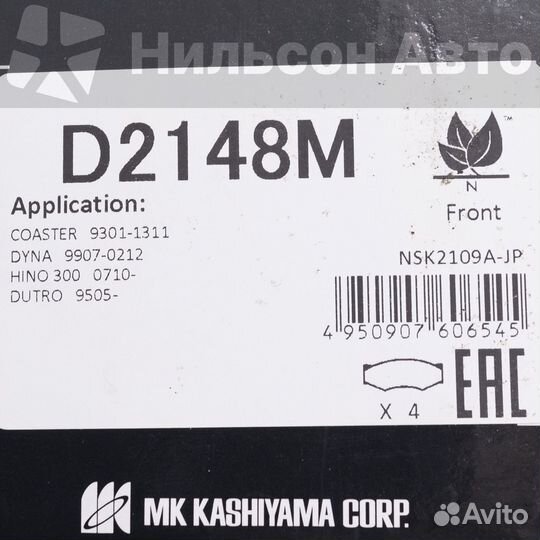 Нильсон Авто
D2148M
TM
N
Front
Application:
COASTER 9301-1311
DYNA 9907-0212
HINO 300 0710-
DUTRO 9505-
NSK2109A-JP
4 950907 606545
X 4
EAC
MK KASHIYAMA CORP.
Avito